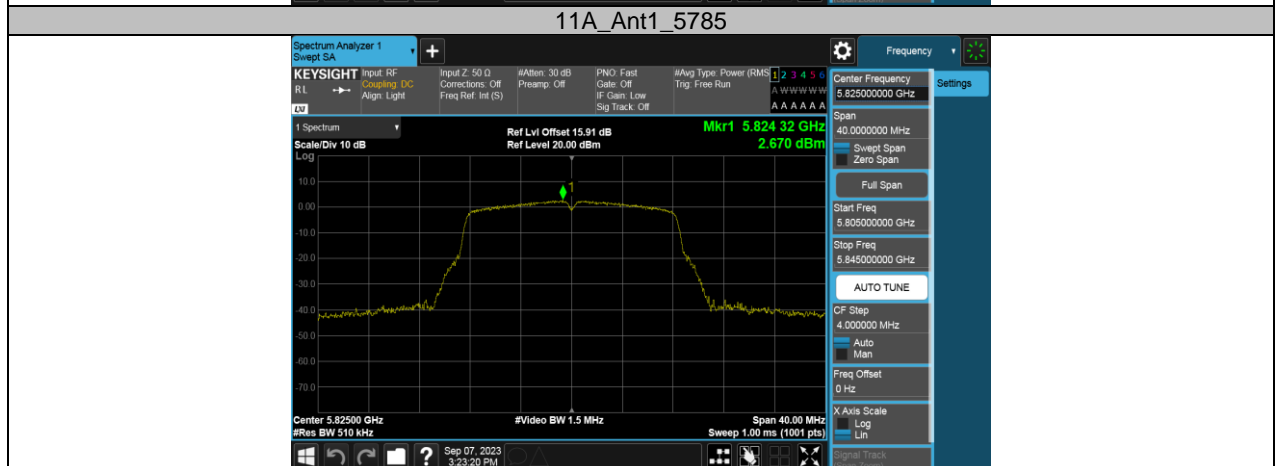 11A_Ant1_5785
Spectrum Analyzer 1
Swept SA
+
Frequency
KEYSIGHT
RL
LXI
Input: RF
Coupling: DC
Align: Light
Input Z: 50 Ω
Corrections: Off
Freq Ref: Int (S)
#Atten: 30 dB
Preamp: Off
PNO: Fast
Gate: Off
IF Gain: Low
Sig Track: Off
#Avg Type: Power (RMS
Trig: Free Run
1 2 3 4 5 6
A W W W W W
A A A A A A
Center Frequency
5.825000000 GHz
Settings
1 Spectrum
Scale/Div 10 dB
Log
Ref Lvl Offset 15.91 dB
Ref Level 20.00 dBm
Mkr1 5.824 32 GHz
2.670 dBm
Span
40.0000000 MHz
Swept Span
Zero Span
Full Span
Start Freq
5.805000000 GHz
Stop Freq
5.845000000 GHz
AUTO TUNE
CF Step
4.000000 MHz
Auto
Man
Freq Offset
0 Hz
X Axis Scale
Log
Lin
Signal Track
10.0
0.00
-10.0
-20.0
-30.0
-40.0
-50.0
-60.0
-70.0
1
Center 5.82500 GHz
#Res BW 510 kHz
#Video BW 1.5 MHz
Span 40.00 MHz
Sweep 1.00 ms (1001 pts)
?
Sep 07, 2023
3:23:20 PM